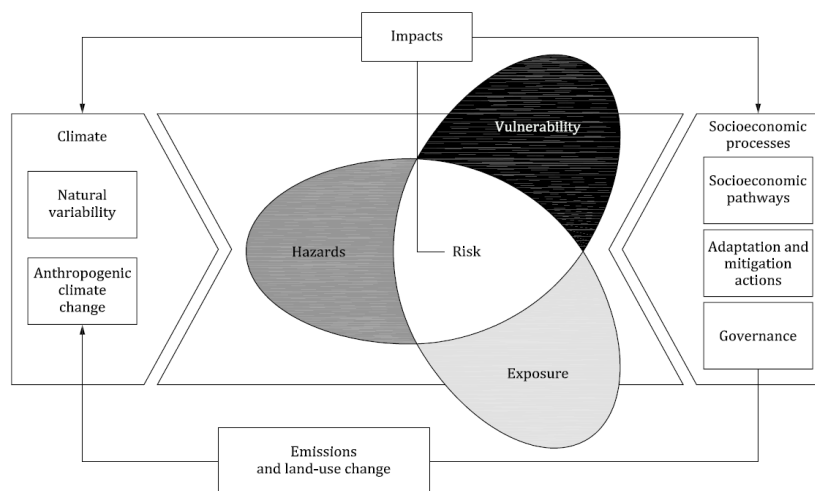 Impacts
Climate
Natural
variability
Anthropogenic
climate
change
Vulnerability
Hazards
Risk
Exposure
Socioeconomic
processes
Socioeconomic
pathways
Adaptation and
mitigation
actions
Governance
Emissions
and land-use change